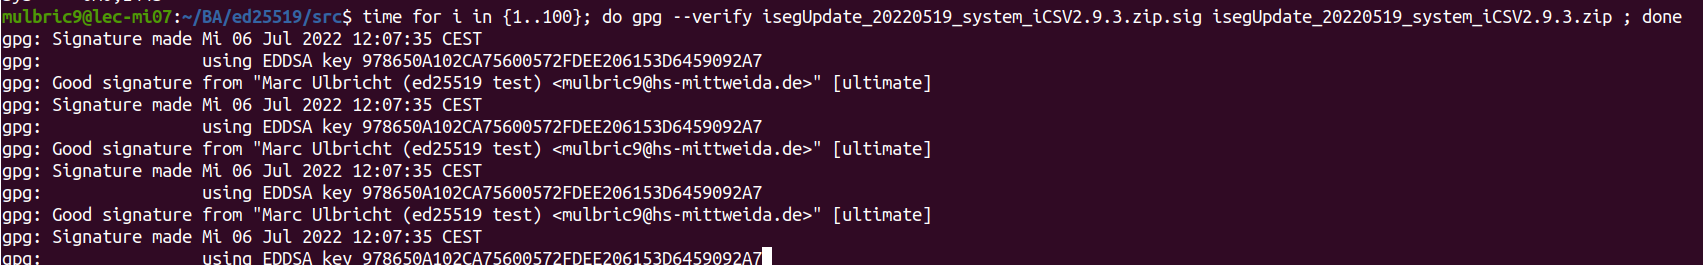 mulbric9@lec-mi07:~/BA/ed25519/src$ time for i in {1..100}; do gpg --verify isegUpdate_20220519_system_iCSV2.9.3.zip.sig isegUpdate_20220519_system_iCSV2.9.3.zip ; done
gpg: Signature made Mi 06 Jul 2022 12:07:35 CEST
gpg:                using EDDSA key 978650A102CA75600572FDEE206153D6459092A7
gpg: Good signature from "Marc Ulbricht (ed25519 test) <mulbric9@hs-mittweida.de>" [ultimate]
gpg: Signature made Mi 06 Jul 2022 12:07:35 CEST
gpg:                using EDDSA key 978650A102CA75600572FDEE206153D6459092A7
gpg: Good signature from "Marc Ulbricht (ed25519 test) <mulbric9@hs-mittweida.de>" [ultimate]
gpg: Signature made Mi 06 Jul 2022 12:07:35 CEST
gpg:                using EDDSA key 978650A102CA75600572FDEE206153D6459092A7
gpg: Good signature from "Marc Ulbricht (ed25519 test) <mulbric9@hs-mittweida.de>" [ultimate]
gpg: Signature made Mi 06 Jul 2022 12:07:35 CEST
gpg:                using EDDSA key 978650A102CA75600572FDEE206153D6459092A7